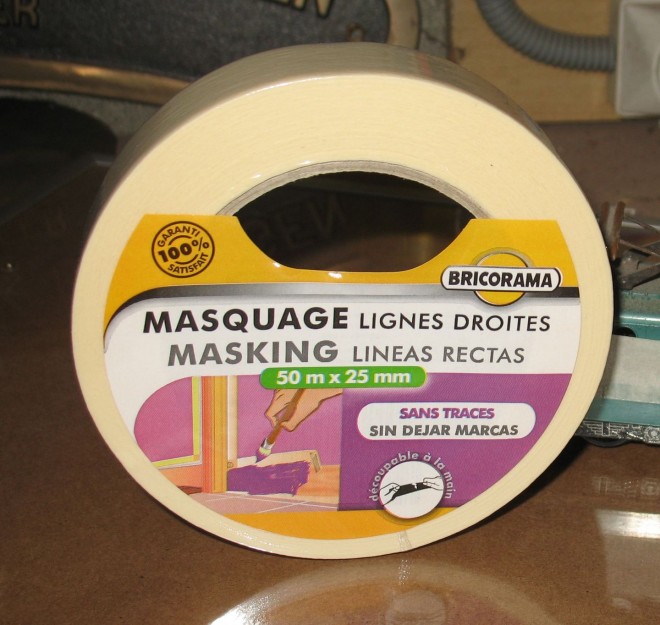 GARANTI
100%
SATISFAIT
BRICORAMA
MASQUAGE LIGNES DROITES
MASKING LINEAS RECTAS
50 m x 25 mm
SANS TRACES
SIN DEJAR MARCAS
découpable à la main